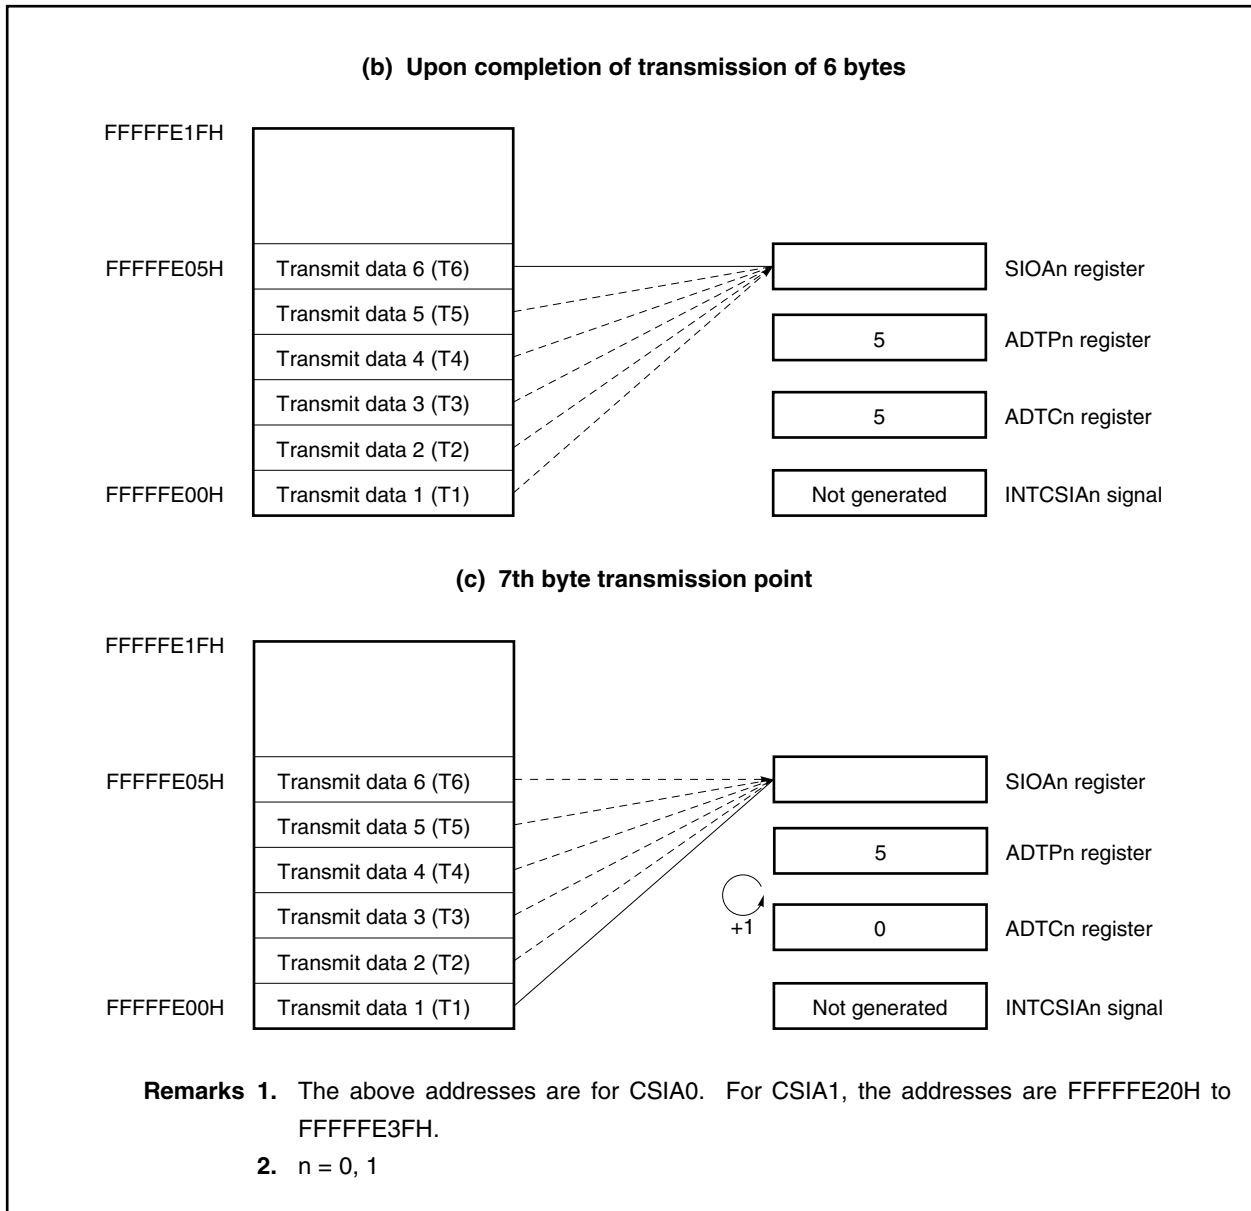 (b) Upon completion of transmission of 6 bytes
FFFFFE1FH
FFFFFE05H Transmit data 6 (T6) SIOAn register
Transmit data 5 (T5)
5 ADTPn register
Transmit data 4 (T4)
Transmit data 3 (T3)
5 ADTCn register
Transmit data 2 (T2)
FFFFFE00H Transmit data 1 (T1) Not generated INTCSIAn signal
(c) 7th byte transmission point
FFFFFE1FH
FFFFFE05H Transmit data 6 (T6) SIOAn register
Transmit data 5 (T5)
5 ADTPn register
Transmit data 4 (T4)
Transmit data 3 (T3)
+1 0 ADTCn register
Transmit data 2 (T2)
FFFFFE00H Transmit data 1 (T1) Not generated INTCSIAn signal
Remarks 1. The above addresses are for CSIA0. For CSIA1, the addresses are FFFFFE20H to
FFFFFE3FH.
2. n = 0, 1